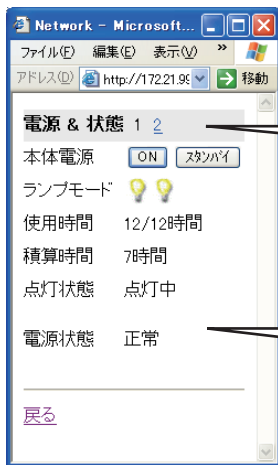 Network - Microsoft...
ファイル(F) 編集(E) 表示(V) »
アドレス(D) http://172.21.99 移動
電源 & 状態 1 2
本体電源 ON スタンバイ
ランプモード
使用時間 12/12時間
積算時間 7時間
点灯状態 点灯中
電源状態 正常
戻る